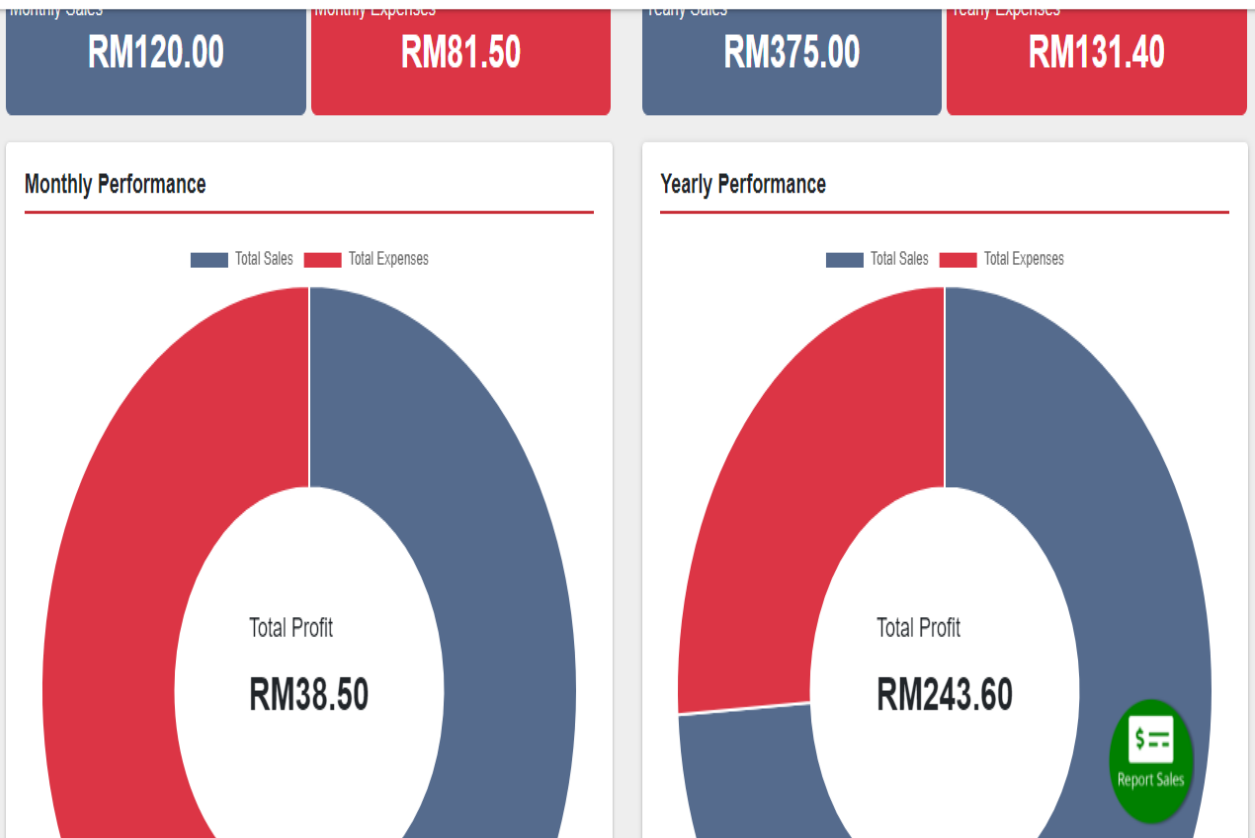 Monthly Sales
RM120.00
Monthly Expenses
RM81.50
Yearly Sales
RM375.00
Yearly Expenses
RM131.40
Monthly Performance
Total Sales
Total Expenses
Total Profit
RM38.50
Yearly Performance
Total Sales
Total Expenses
Total Profit
RM243.60
$
Report Sales